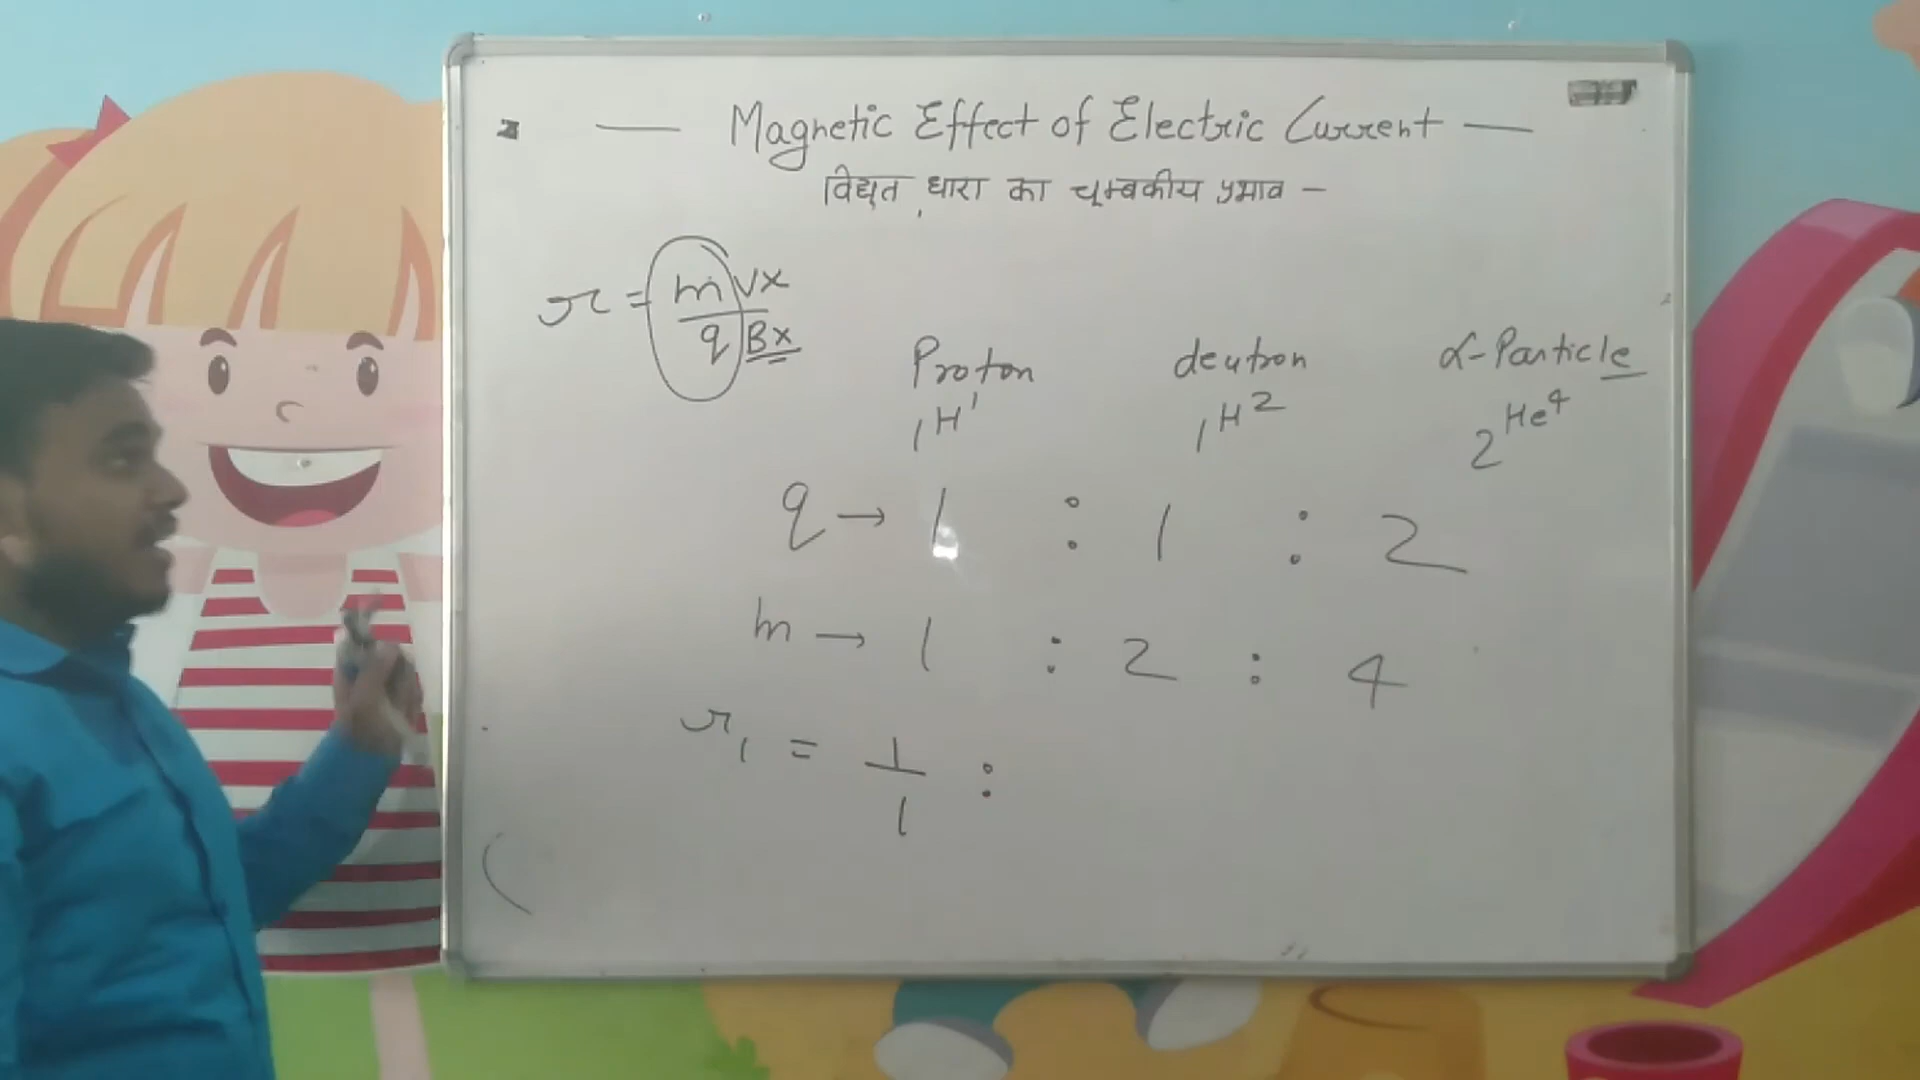 — Magnetic Effect of Electric Current —
विद्युत धारा का चूम्बकीय प्रभाव –
r = mvx / qBx
Proton deutron α-Particle
₁H¹ ₁H² ₂He⁴
q → 1 : 1 : 2
m → 1 : 2 : 4
r₁ = 1/1 :